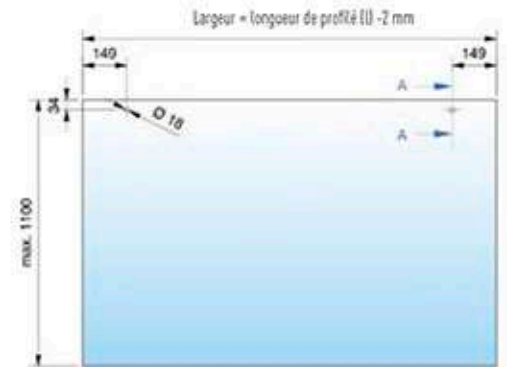 Largeur = longueur de profilé (l) -2 mm
149 149
A
34
Ø 18
A
max. 1100